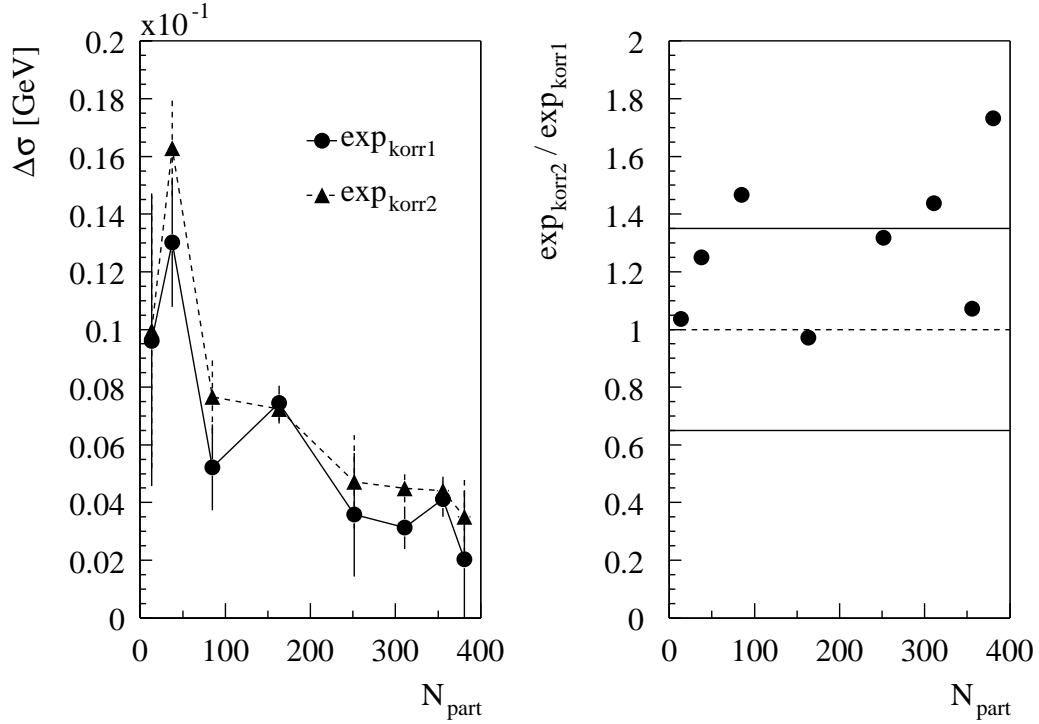 x10⁻¹
Δσ [GeV]
0.2
0.18
0.16
0.14
0.12
0.1
0.08
0.06
0.04
0.02
0
0 100 200 300 400
N_part
exp_korr1
exp_korr2
exp_korr2 / exp_korr1
2
1.8
1.6
1.4
1.2
1
0.8
0.6
0.4
0.2
0
0 100 200 300 400
N_part